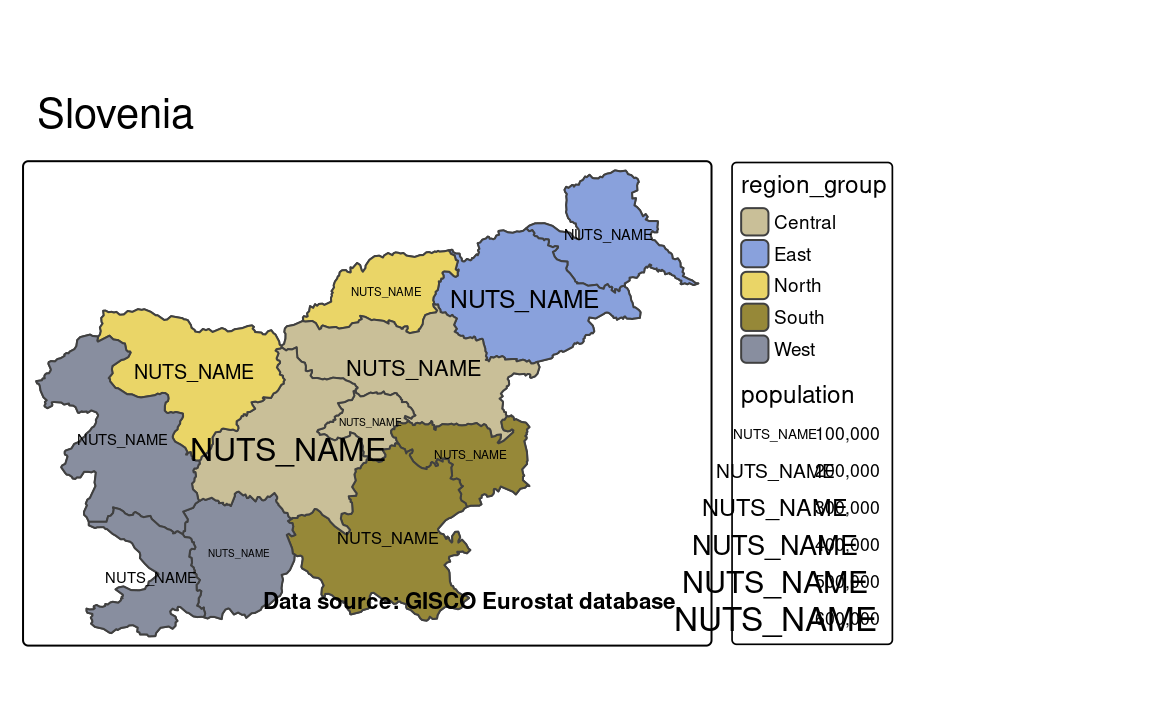 Slovenia
NUTS_NAME
NUTS_NAME
NUTS_NAME
NUTS_NAME
NUTS_NAME
NUTS_NAME
NUTS_NAME
NUTS_NAME
NUTS_NAME
NUTS_NAME
NUTS_NAME
NUTS_NAME
Data source: GISCO Eurostat database
region_group
Central
East
North
South
West
population
NUTS_NAME 100,000
NUTS_NAME 200,000
NUTS_NAME 300,000
NUTS_NAME 400,000
NUTS_NAME 500,000
NUTS_NAME 600,000